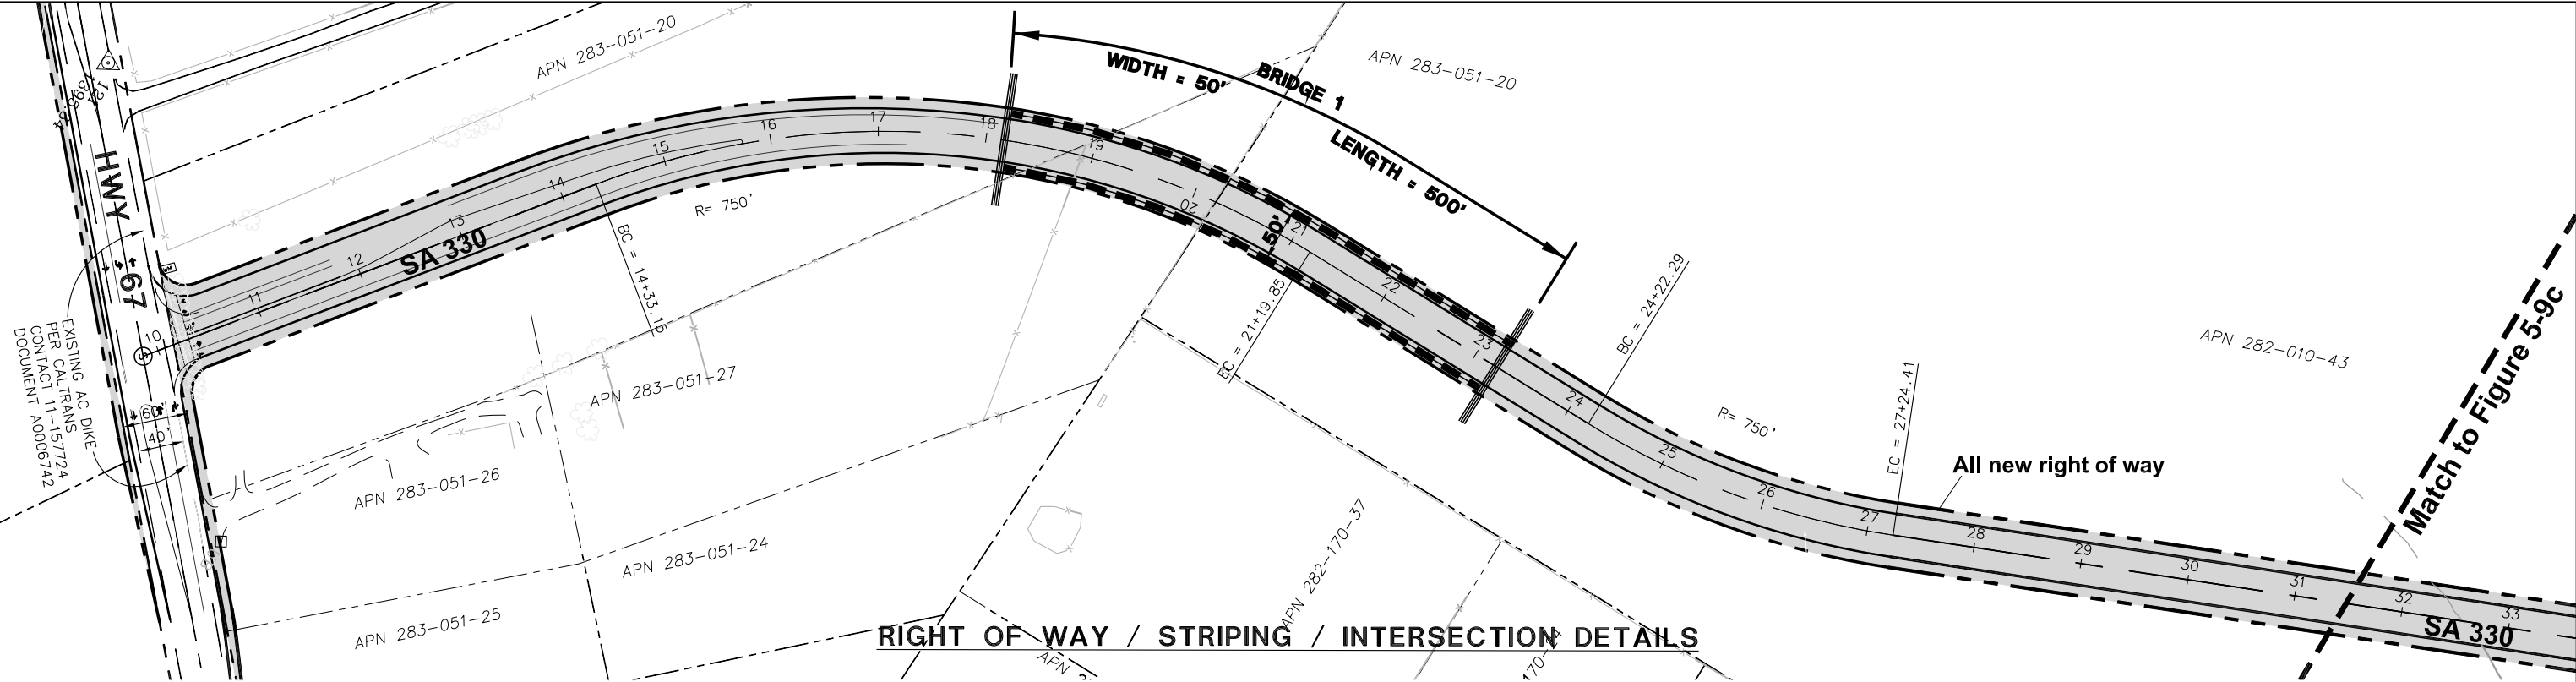 APN 283-051-20
APN 283-051-20
WIDTH = 50'
BRIDGE 1
LENGTH = 500'
HWY 67
SA 330
10
11
12
13
14
15
16
17
18
19
20
21
22
23
24
25
26
27
28
29
30
31
32
33
R= 750'
BC = 14+33.15
50'
EC = 21+19.85
BC = 24+22.29
R= 750'
EC = 27+24.41
All new right of way
APN 282-010-43
Match to Figure 5-9c
SA 330
EXISTING AC DIKE
PER CALTRANS
CONTACT 11-157724
DOCUMENT A0006742
60'
40'
APN 283-051-27
APN 283-051-26
APN 283-051-24
APN 283-051-25
APN 282-170-37
RIGHT OF WAY / STRIPING / INTERSECTION DETAILS